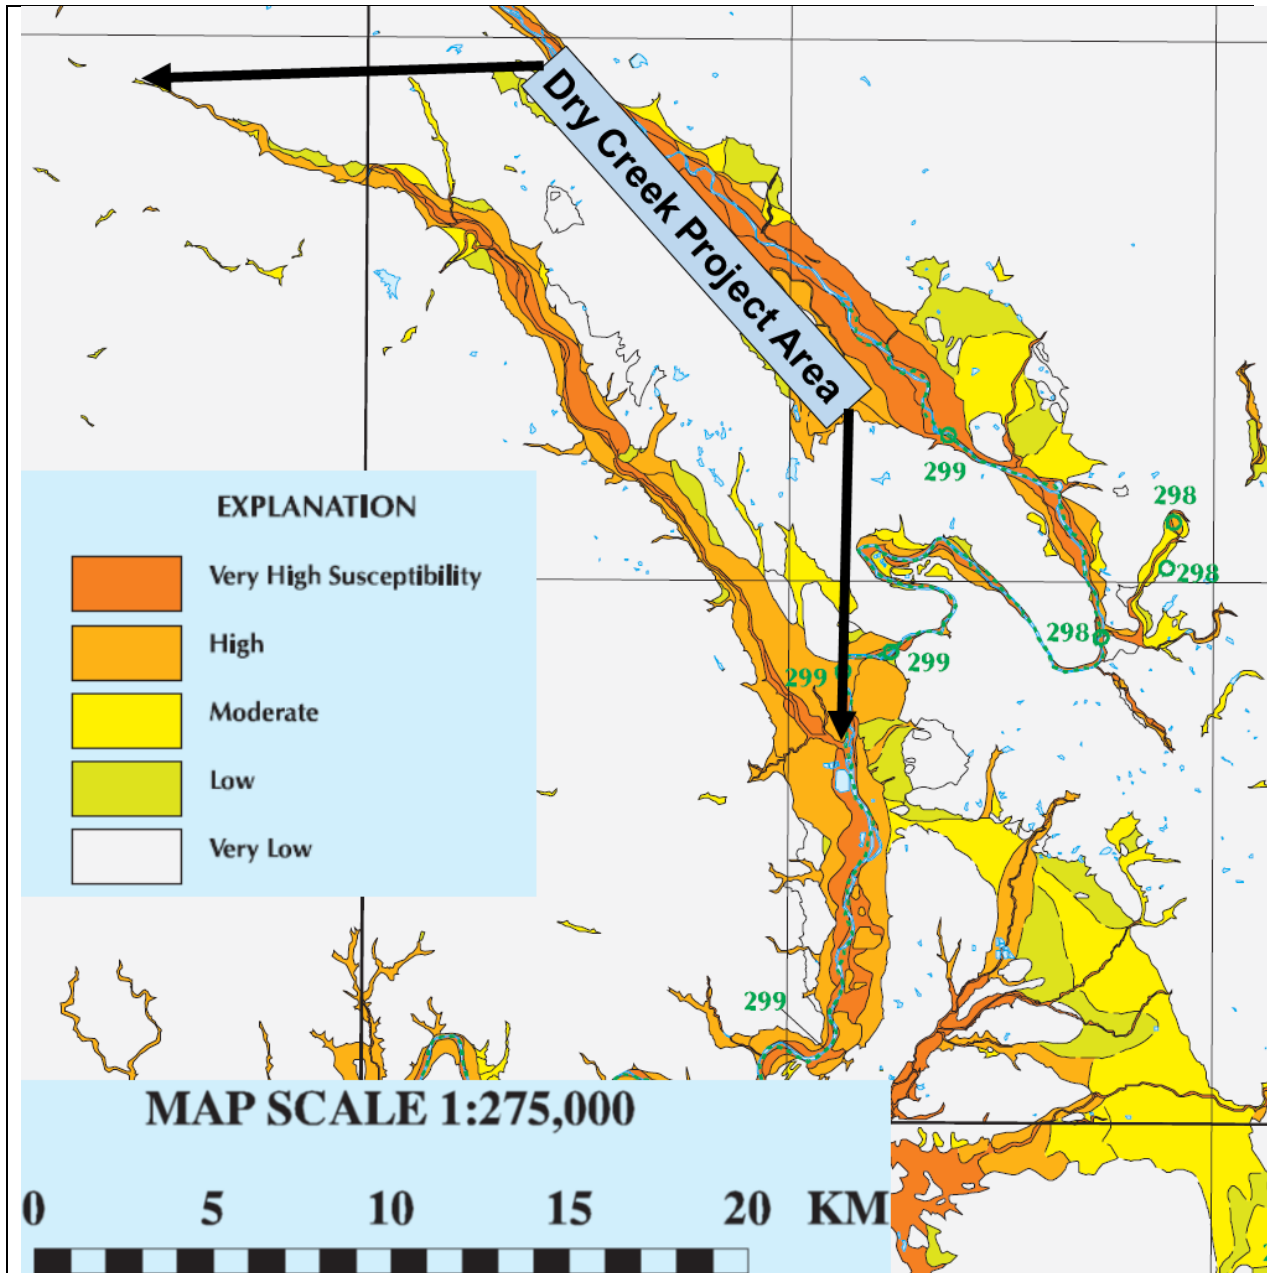 Dry Creek Project Area
299
298
298
298
299
299
EXPLANATION
Very High Susceptibility
High
Moderate
Low
Very Low
299
MAP SCALE 1:275,000
0 5 10 15 20 KM